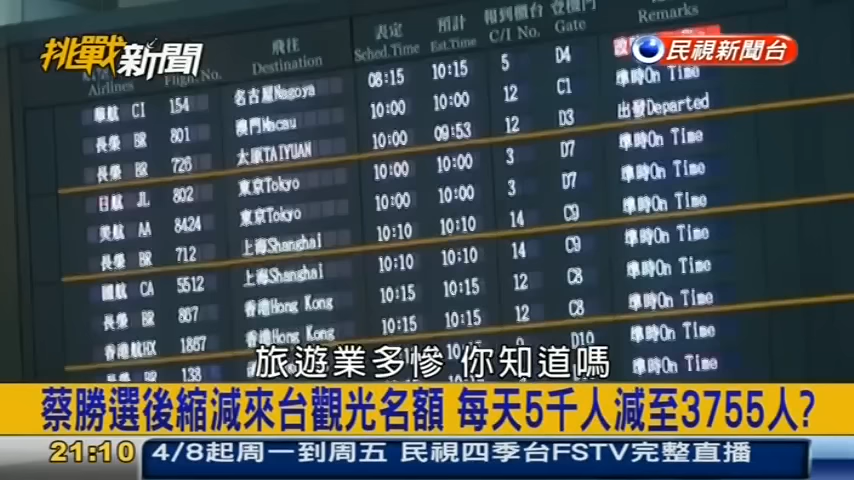 挑戰新聞
民視新聞台
Airlines Flight No. 飛往 Destination 表定 Sched.Time 預計 Est.Time 報到櫃台 C/I No. 登機門 Gate Remarks
華航 CI 154 名古屋Nagoya 08:15 10:15 5 D4
長榮 BR 801 澳門Macau 10:00 10:00 12 C1 準時On Time
長榮 BR 726 太原TAIYUAN 10:00 09:53 12 D3 出發Departed
日航 JL 802 東京Tokyo 10:00 10:00 3 D7 準時On Time
美航 AA 8424 東京Tokyo 10:00 10:00 3 D7 準時On Time
長榮 BR 712 上海Shanghai 10:10 10:10 14 C9 準時On Time
國航 CA 5512 上海Shanghai 10:10 10:10 14 C9 準時On Time
長榮 BR 867 香港Hong Kong 10:15 10:15 12 C8 準時On Time
香港航HX 1867 香港Hong Kong 10:15 10:15 12 C8 準時On Time
長榮 BR 138 D10 準時On Time
旅遊業多慘 你知道嗎
蔡勝選後縮減來台觀光名額 每天5千人減至3755人?
21:10 4/8起周一到周五 民視四季台FSTV完整直播